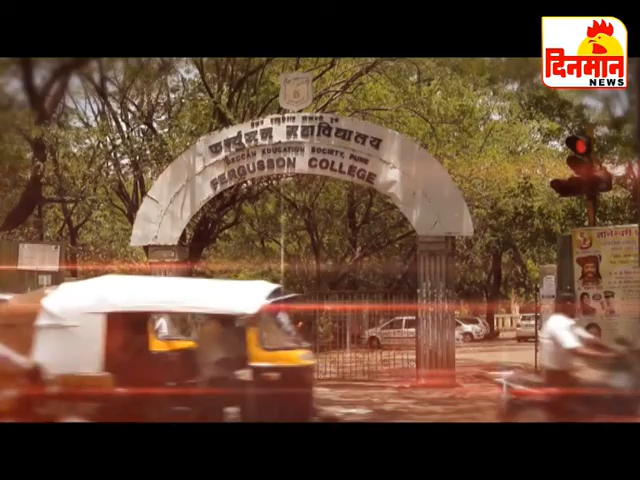 दिनमान
NEWS
फर्ग्युसन महाविद्यालय
DECCAN EDUCATION SOCIETY, PUNE
FERGUSSON COLLEGE